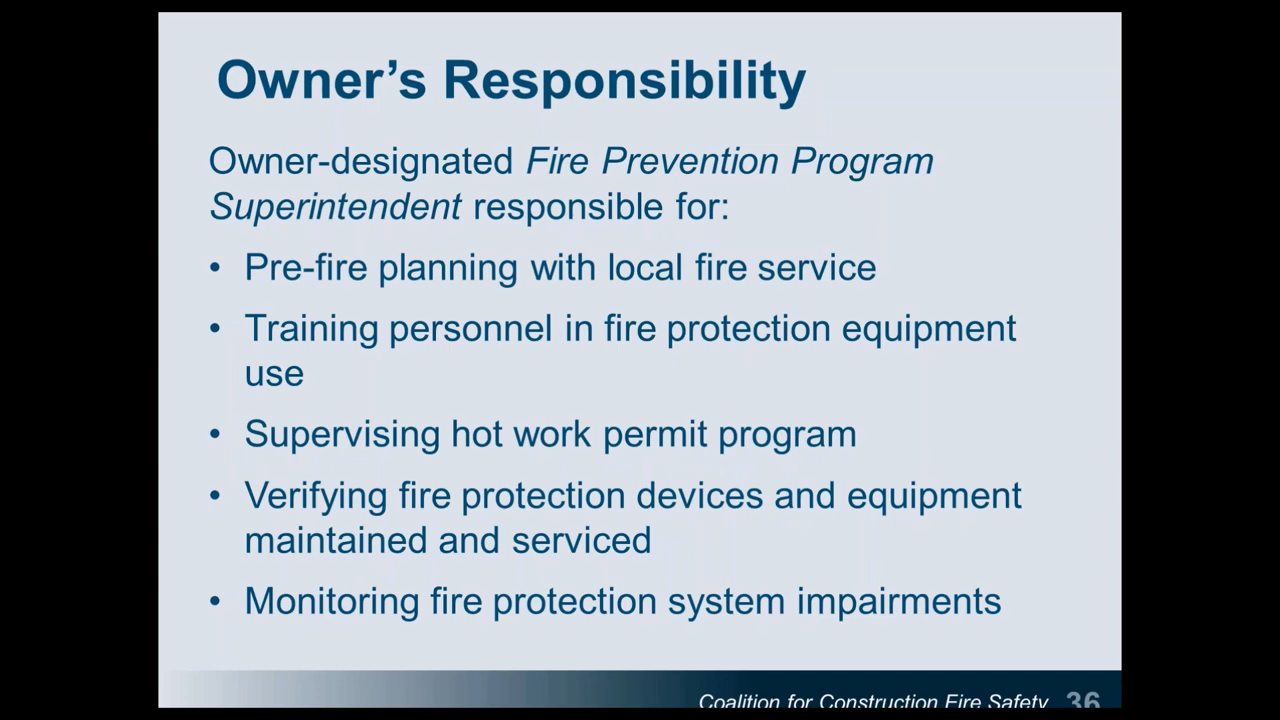 Owner’s Responsibility
Owner-designated Fire Prevention Program
Superintendent responsible for:
• Pre-fire planning with local fire service
• Training personnel in fire protection equipment
use
• Supervising hot work permit program
• Verifying fire protection devices and equipment
maintained and serviced
• Monitoring fire protection system impairments
Coalition for Construction Fire Safety 36